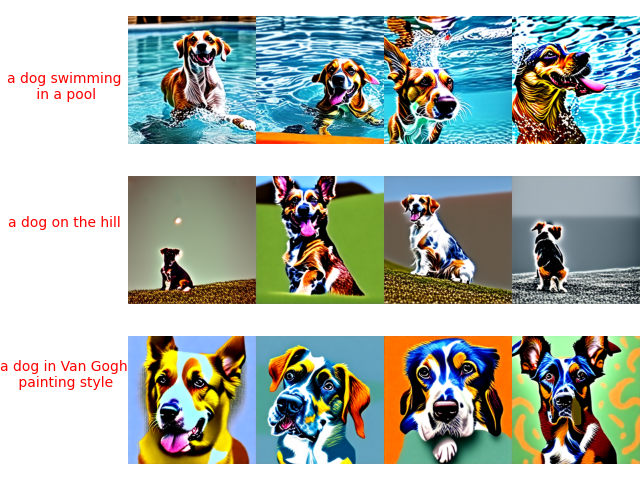 a dog swimming
in a pool
a dog on the hill
a dog in Van Gogh
painting style